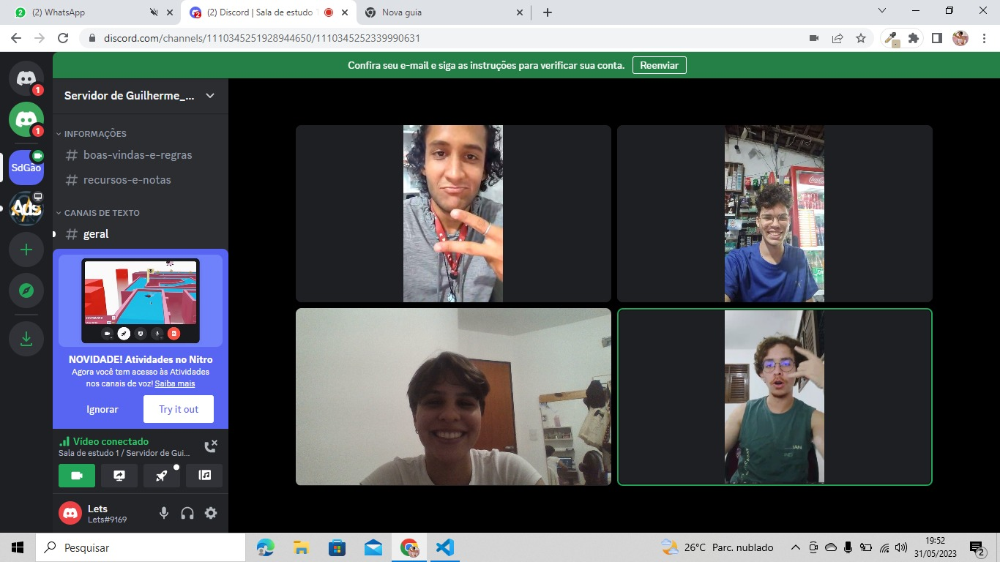 (2) WhatsApp
(2) Discord | Sala de estudo 1
Nova guia
discord.com/channels/1110345251928944650/1110345252339990631
Confira seu e-mail e siga as instruções para verificar sua conta.
Reenviar
1
1
SdGão
Ads
Servidor de Guilherme_...
INFORMAÇÕES
boas-vindas-e-regras
recursos-e-notas
CANAIS DE TEXTO
geral
NOVIDADE! Atividades no Nitro
Agora você tem acesso às Atividades
nos canais de voz! Saiba mais
Ignorar
Try it out
Vídeo conectado
Sala de estudo 1 / Servidor de Gui...
Lets
Lets#9169
Coca-Cola
Pesquisar
26°C Parc. nublado
19:52
31/05/2023
2